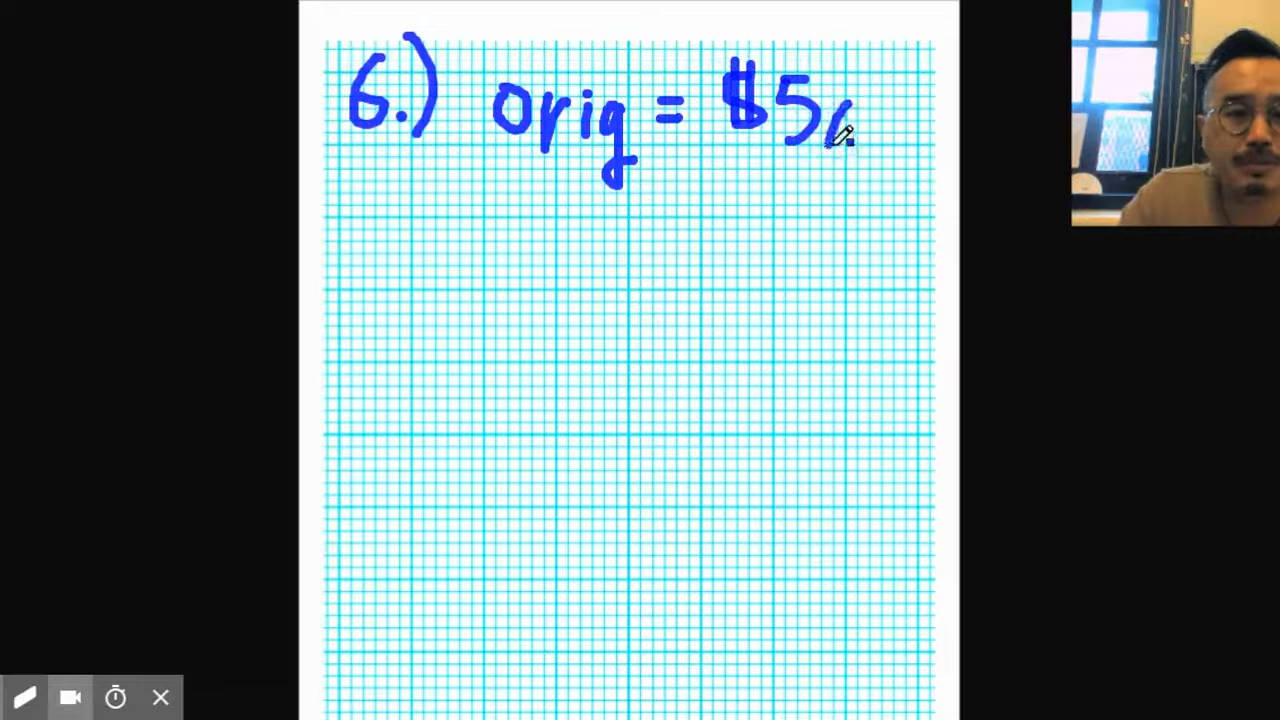 6.) orig = $5